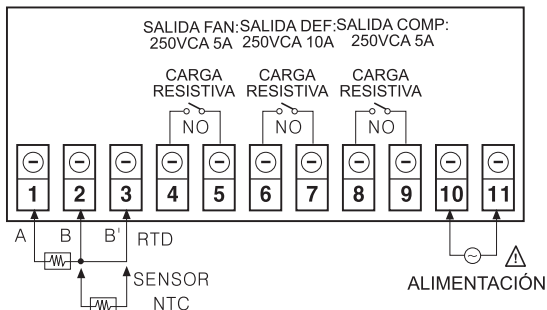 SALIDA FAN: SALIDA DEF: SALIDA COMP:
250VCA 5A 250VCA 10A 250VCA 5A
CARGA RESISTIVA CARGA RESISTIVA CARGA RESISTIVA
NO NO NO
1 2 3 4 5 6 7 8 9 10 11
A B B' RTD
SENSOR
NTC
ALIMENTACIÓN